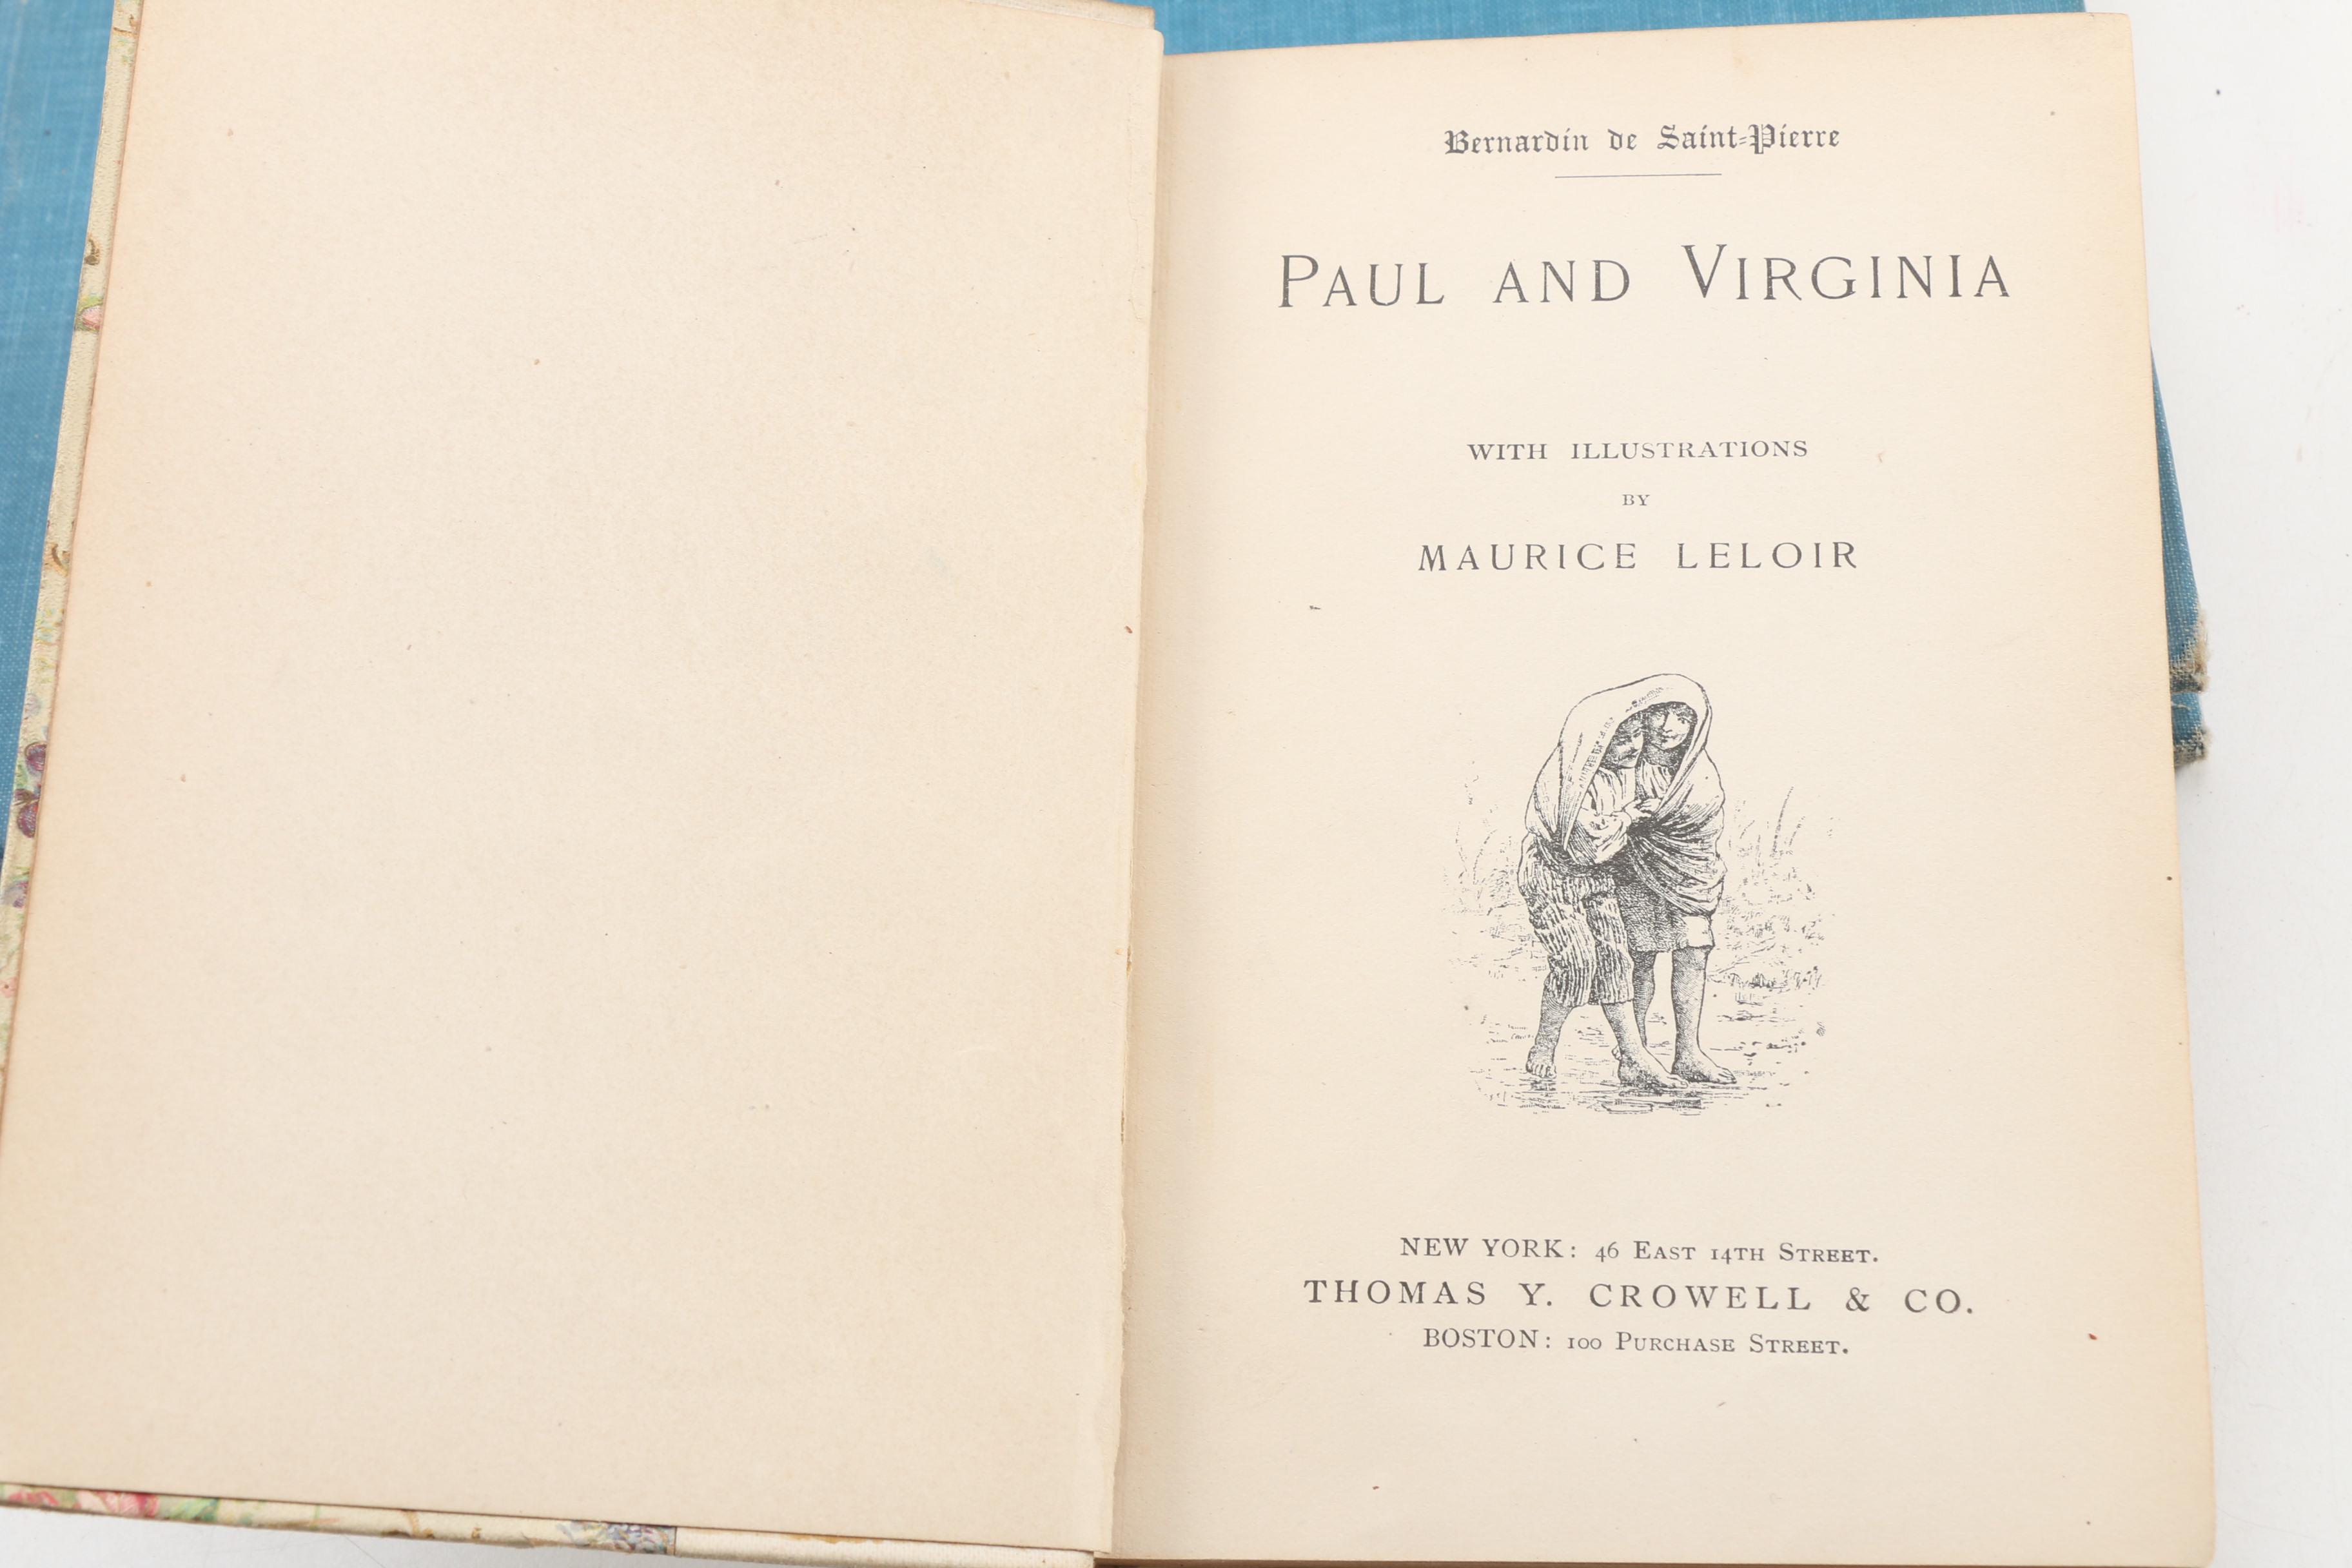 Bernardin de Saint-Pierre
PAUL AND VIRGINIA
WITH ILLUSTRATIONS
BY
MAURICE LELOIR
NEW YORK: 46 EAST 14TH STREET.
THOMAS Y. CROWELL & CO.
BOSTON: 100 PURCHASE STREET.